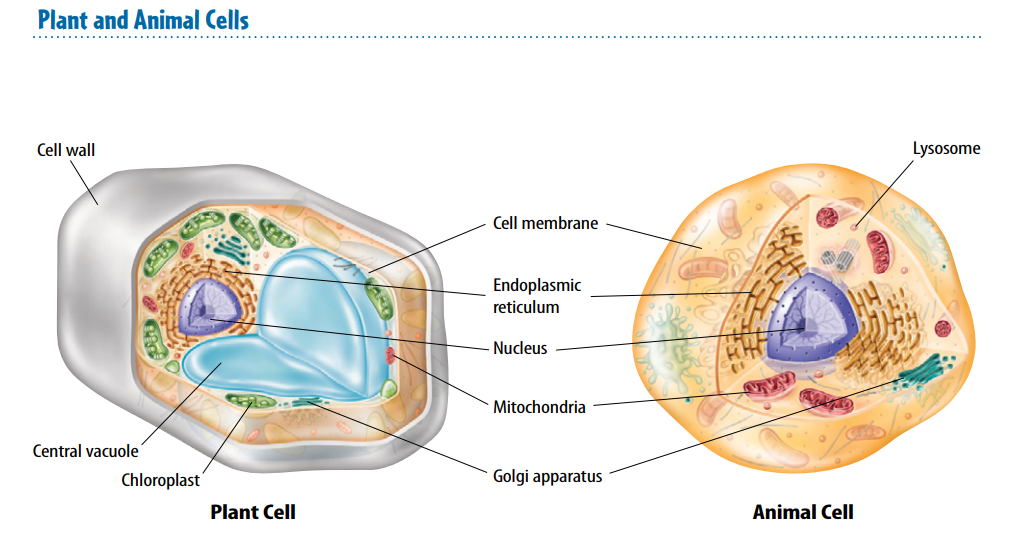 Plant and Animal Cells
Cell wall
Lysosome
Cell membrane
Endoplasmic
reticulum
Nucleus
Mitochondria
Central vacuole
Chloroplast
Golgi apparatus
Plant Cell
Animal Cell